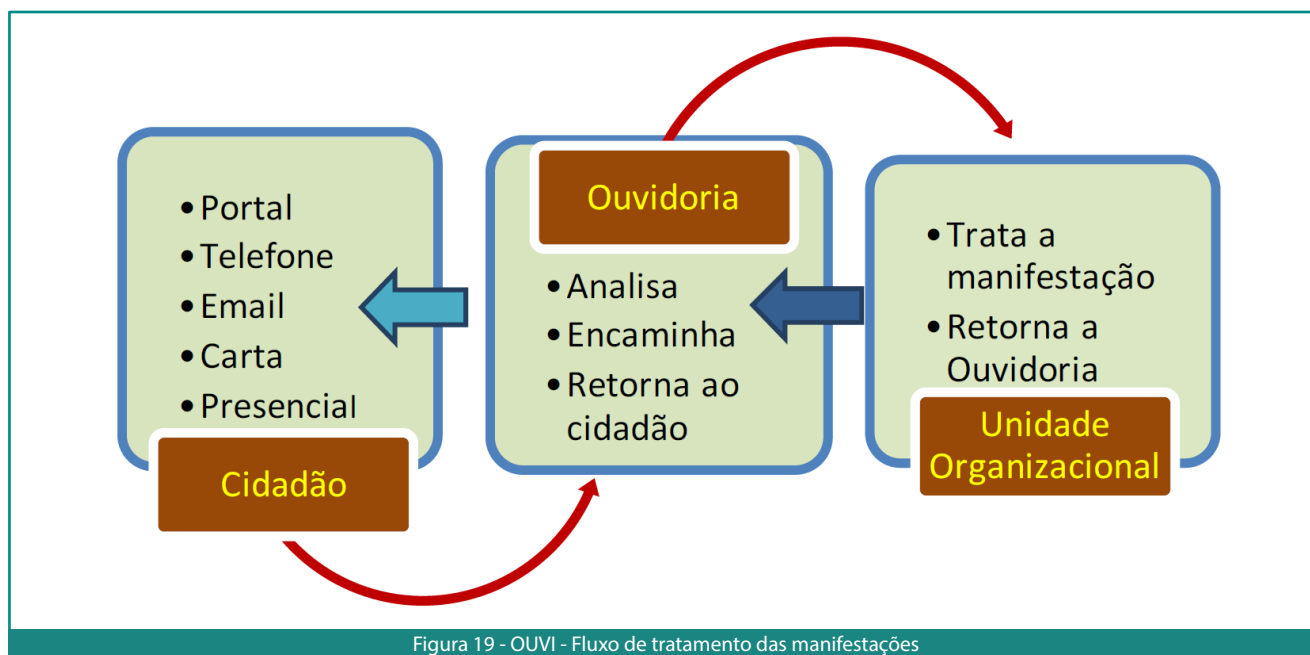 • Portal
• Telefone
• Email
• Carta
• Presencial
Cidadão
Ouvidoria
• Analisa
• Encaminha
• Retorna ao
cidadão
• Trata a
manifestação
• Retorna a
Ouvidoria
Unidade
Organizacional
Figura 19 - OUVI - Fluxo de tratamento das manifestações